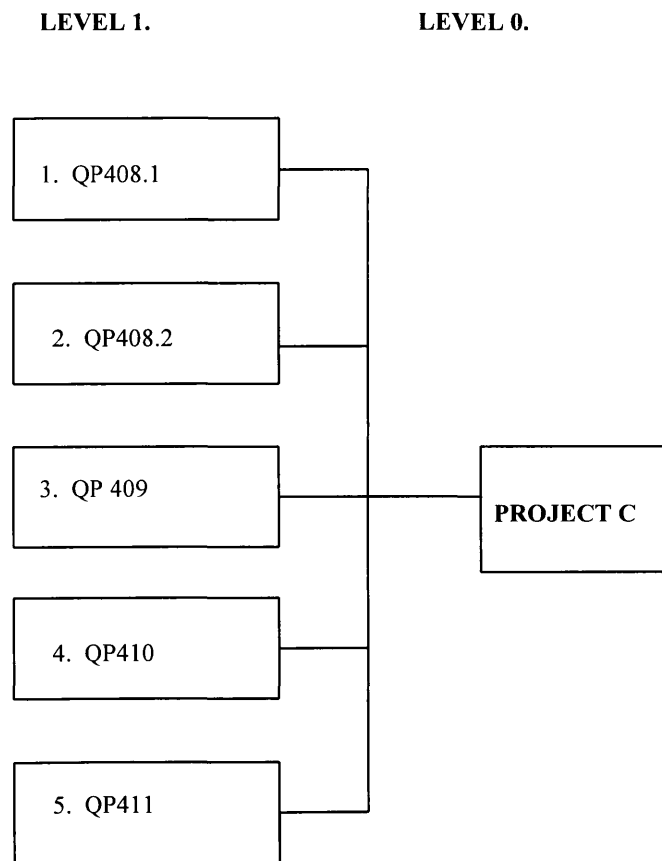 LEVEL 1. LEVEL 0.
1. QP408.1
2. QP408.2
3. QP 409
PROJECT C
4. QP410
5. QP411